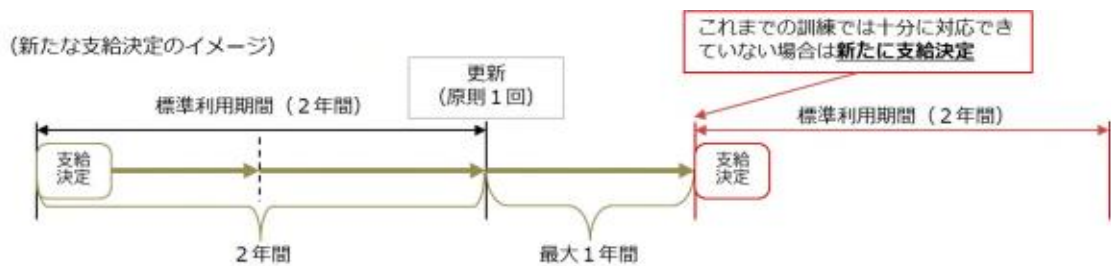 (新たな支給決定のイメージ)
これまでの訓練では十分に対応でき
ていない場合は新たに支給決定
更新
(原則1回)
標準利用期間(2年間)
標準利用期間(2年間)
支給
決定
支給
決定
2年間
最大1年間